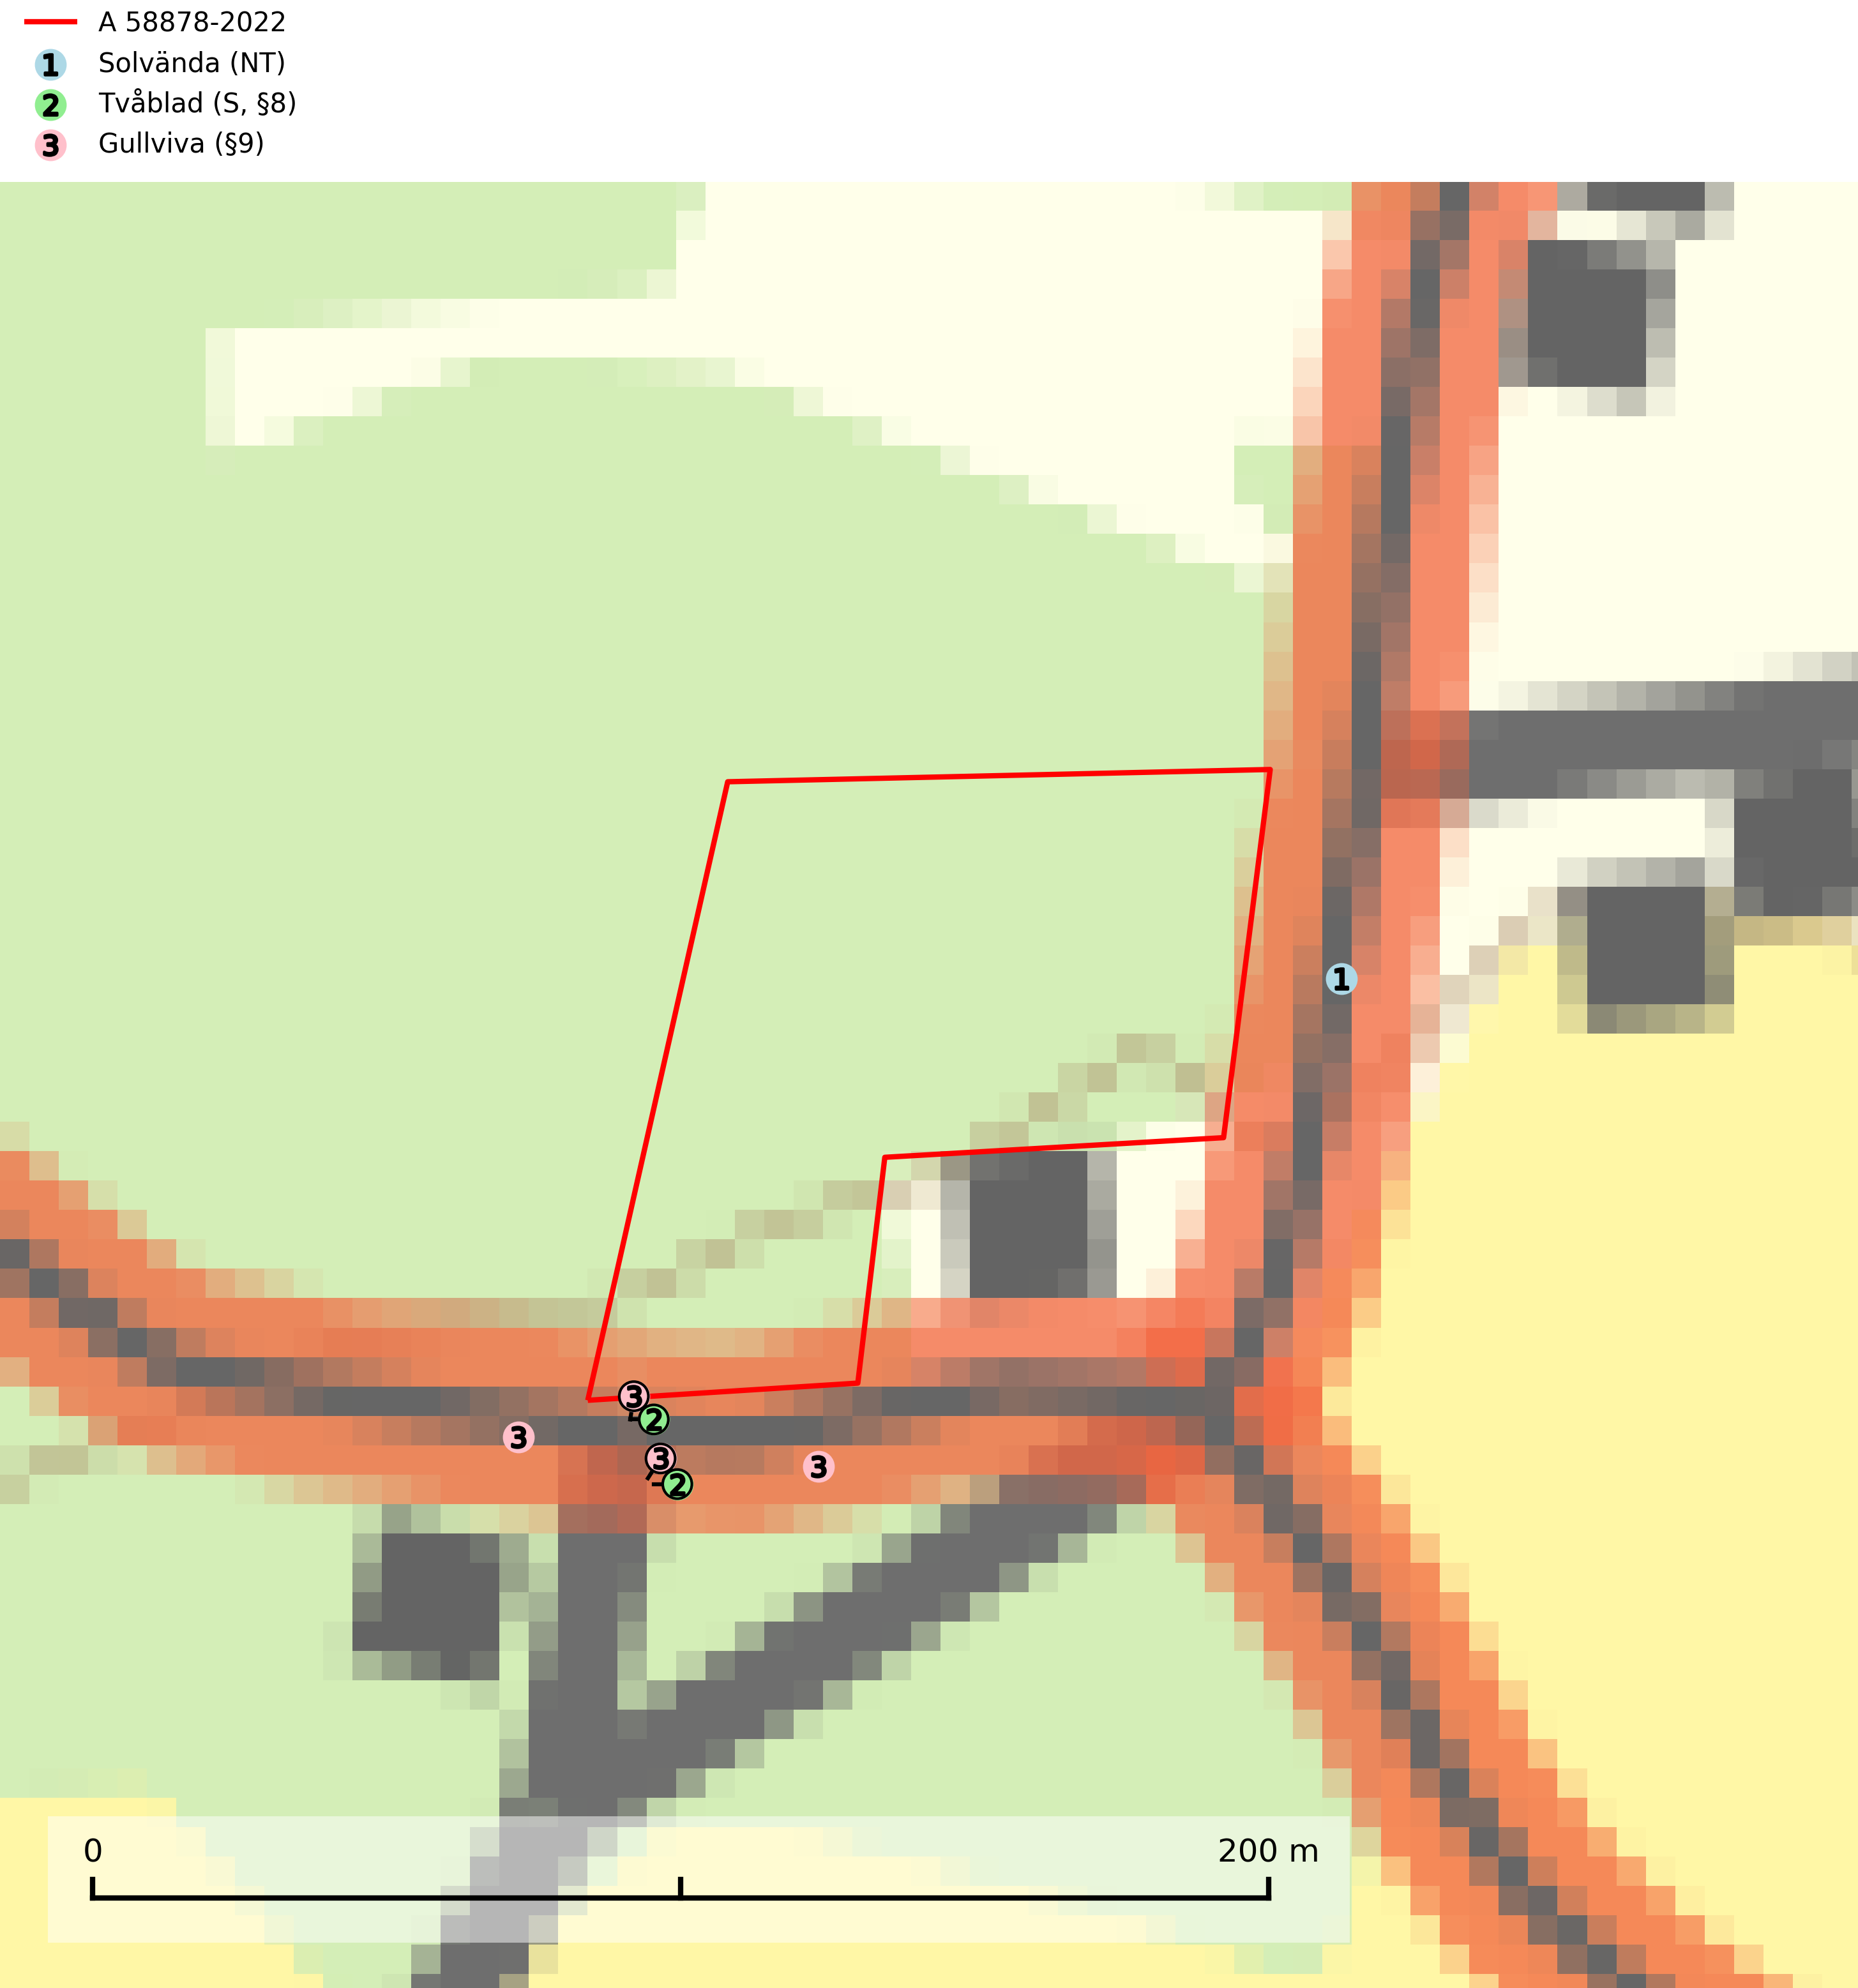 A 58878-2022
1 Solvända (NT)
2 Tvåblad (S, §8)
3 Gullviva (§9)
1
3
2
3
3
3
2
0 200 m